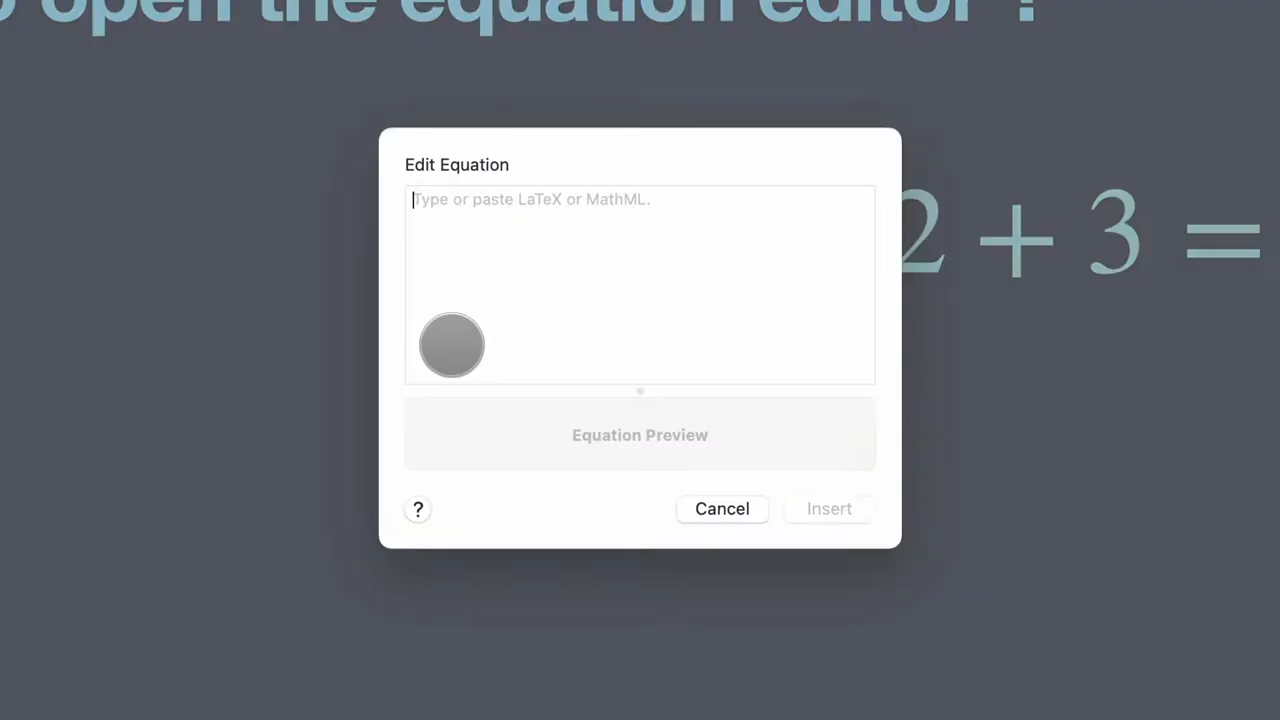 open the equation editor ?
Edit Equation
Type or paste LaTeX or MathML.
2 + 3 =
Equation Preview
?
Cancel
Insert